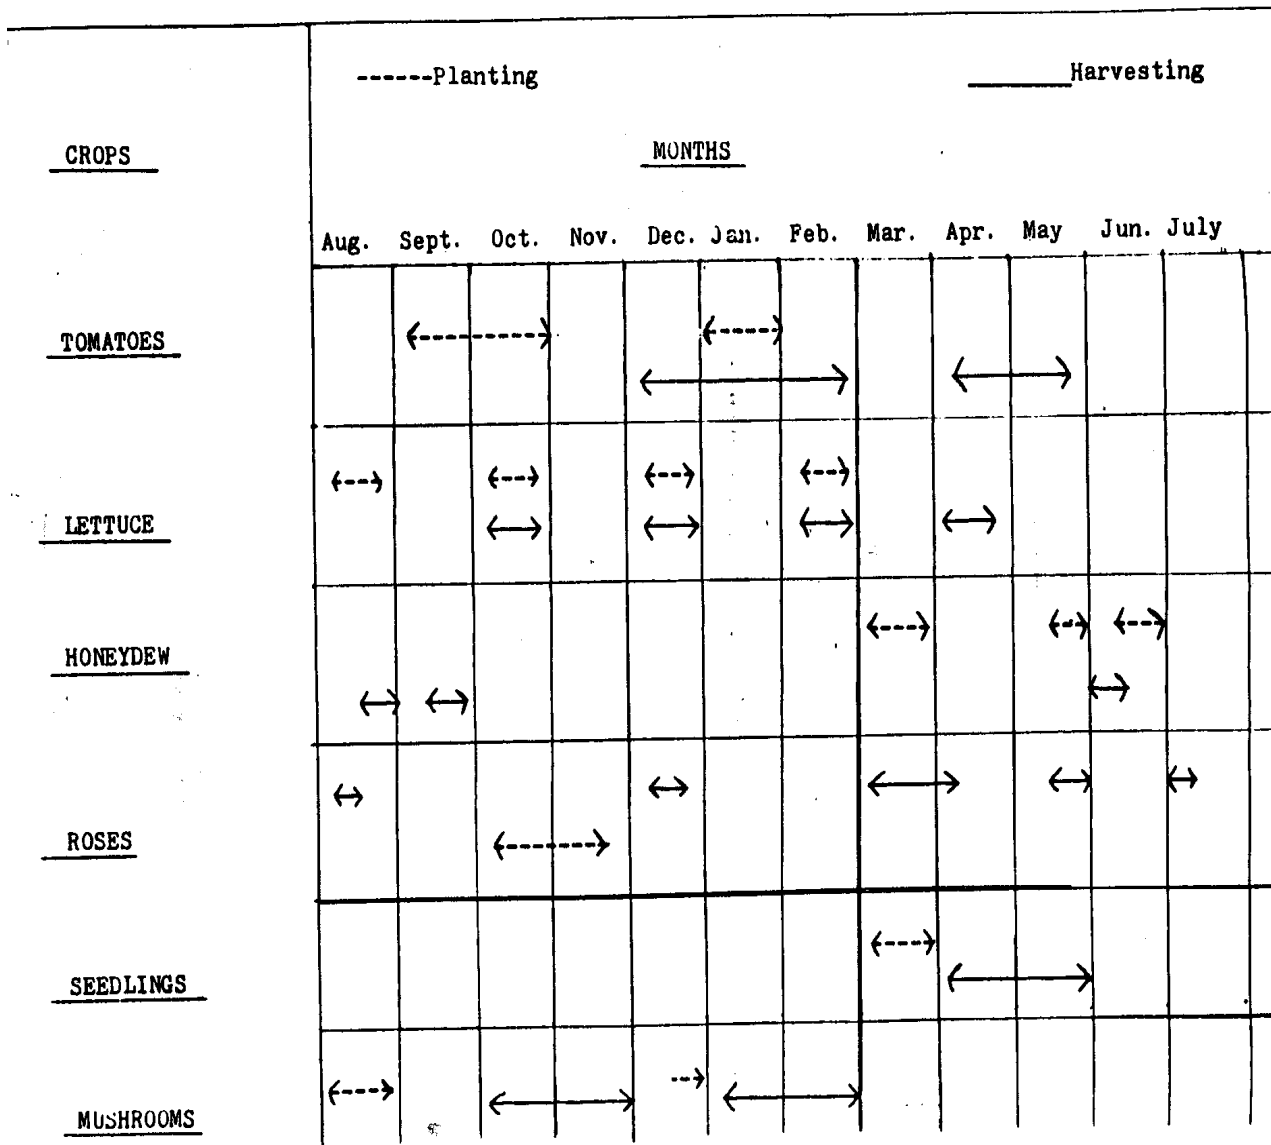 ------Planting
Harvesting
CROPS
MONTHS
Aug. Sept. Oct. Nov. Dec. Jan. Feb. Mar. Apr. May Jun. July
TOMATOES
LETTUCE
HONEYDEW
ROSES
SEEDLINGS
MUSHROOMS